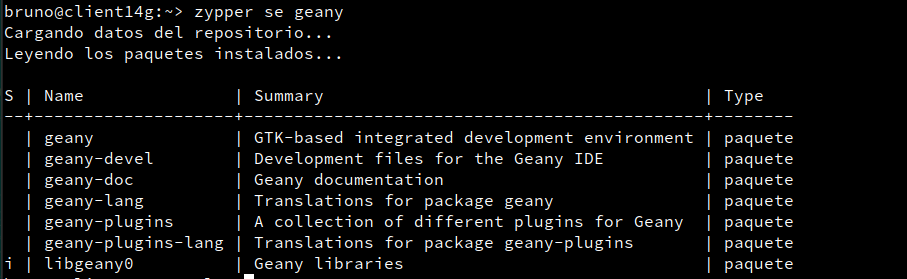 bruno@client14g:~> zypper se geany
Cargando datos del repositorio...
Leyendo los paquetes instalados...
S | Name | Summary | Type
--+--------------------+--------------------------------------------+--------
| geany | GTK-based integrated development environment | paquete
| geany-devel | Development files for the Geany IDE | paquete
| geany-doc | Geany documentation | paquete
| geany-lang | Translations for package geany | paquete
| geany-plugins | A collection of different plugins for Geany | paquete
| geany-plugins-lang | Translations for package geany-plugins | paquete
i | libgeany0 | Geany libraries | paquete